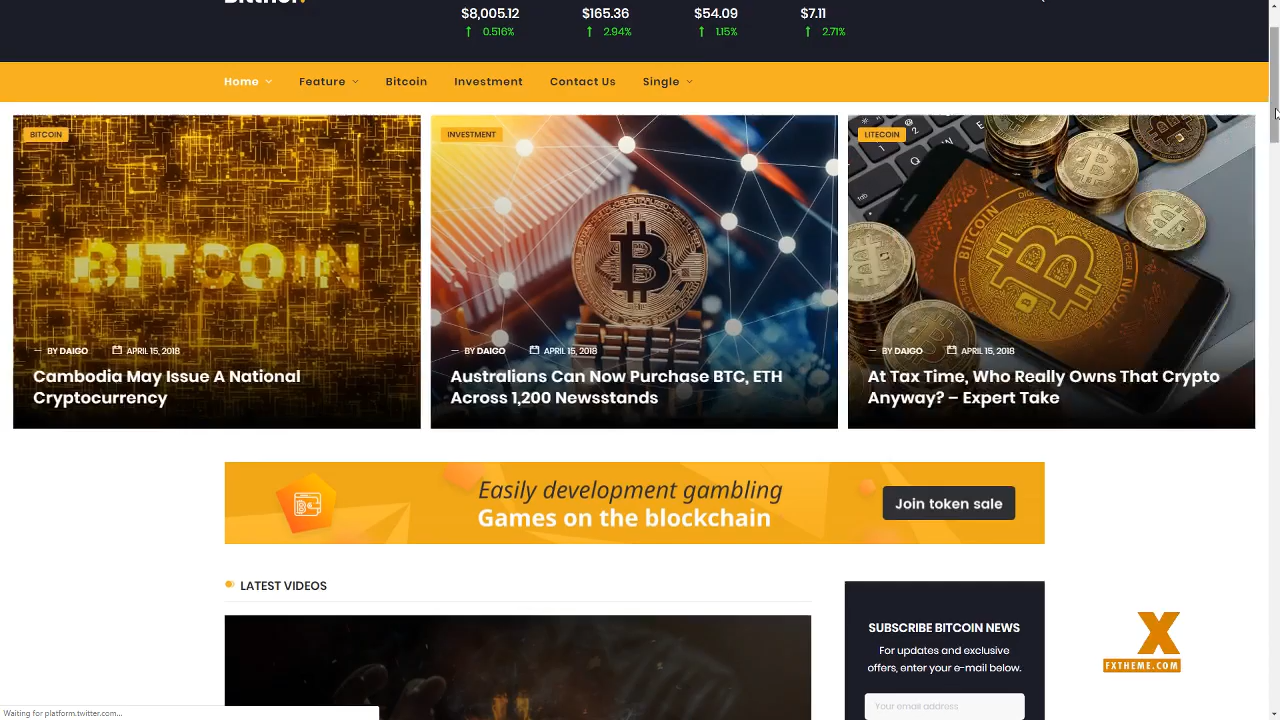 $8,005.12 $165.36 $54.09 $7.11
↑ 0.516% ↑ 2.94% ↑ 1.15% ↑ 2.71%
Home Feature Bitcoin Investment Contact Us Single
BITCOIN
BITCOIN
BY DAIGO APRIL 15, 2018
Cambodia May Issue A National
Cryptocurrency
INVESTMENT
BY DAIGO APRIL 15, 2018
Australians Can Now Purchase BTC, ETH
Across 1,200 Newsstands
LITECOIN
BITCOIN
BY DAIGO APRIL 15, 2018
At Tax Time, Who Really Owns That Crypto
Anyway? – Expert Take
Easily development gambling
Games on the blockchain
Join token sale
LATEST VIDEOS
SUBSCRIBE BITCOIN NEWS
For updates and exclusive
offers, enter your e-mail below.
Your email address
X
FXTHEME.COM
Waiting for platform.twitter.com...